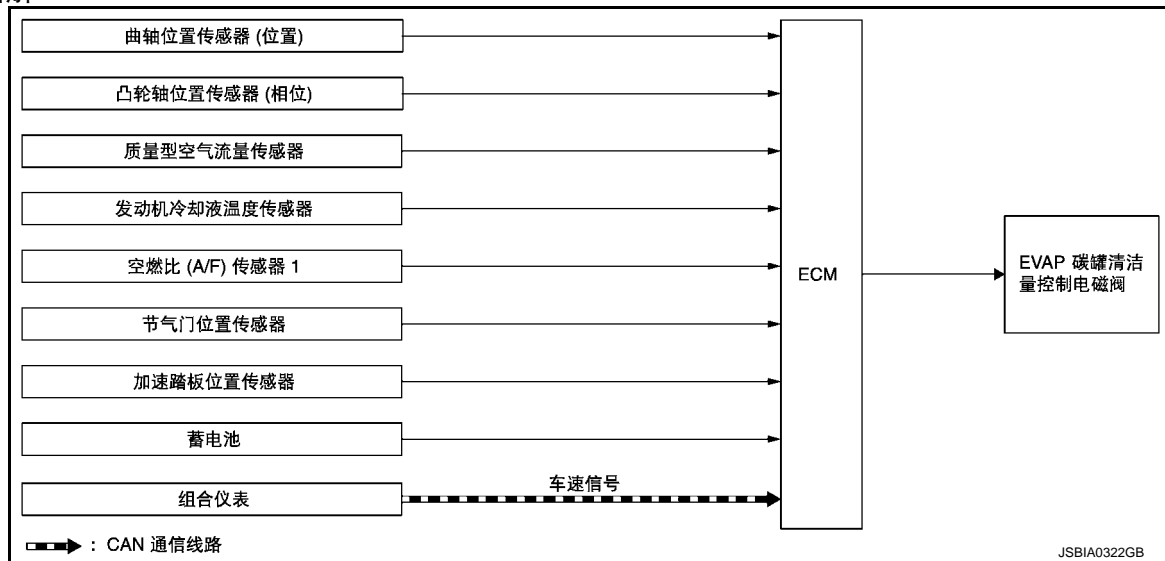 曲轴位置传感器 (位置)
凸轮轴位置传感器 (相位)
质量型空气流量传感器
发动机冷却液温度传感器
空燃比 (A/F) 传感器 1
节气门位置传感器
加速踏板位置传感器
蓄电池
组合仪表
车速信号
ECM
EVAP 碳罐清洁
量控制电磁阀
: CAN 通信线路
JSBIA0322GB